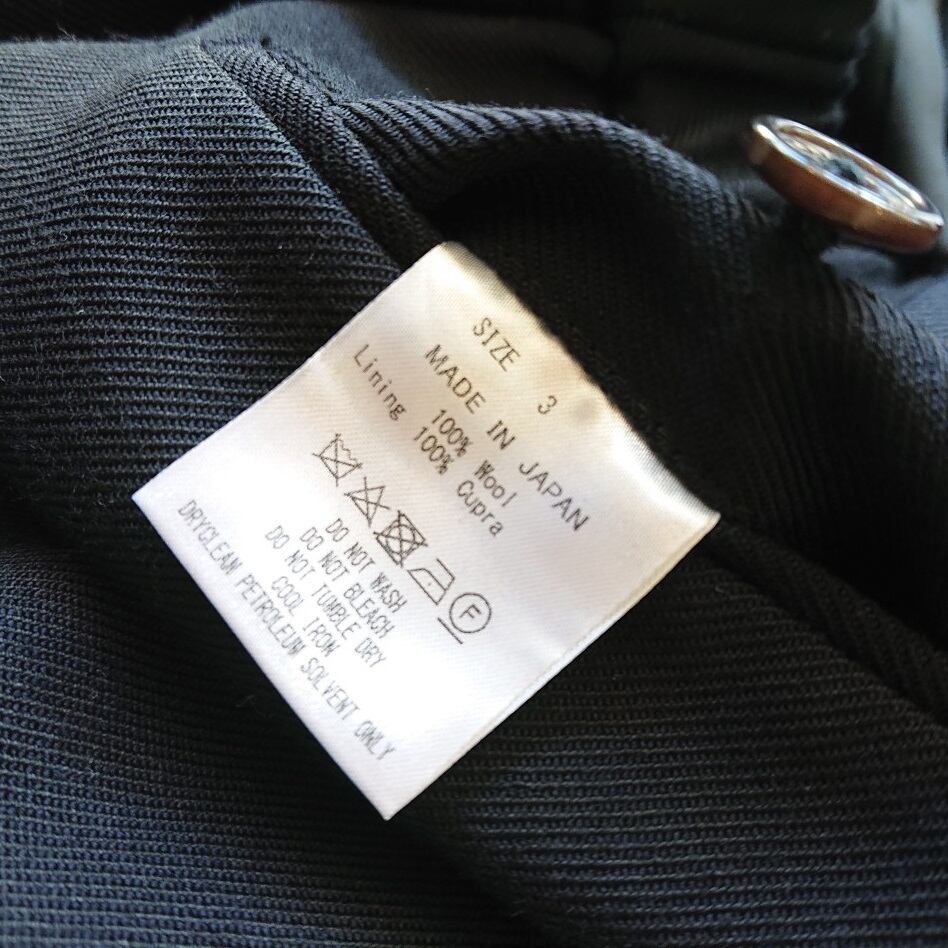 SIZE 3
MADE IN JAPAN
100% Wool
Lining 100% Cupra
F
DO NOT WASH
DO NOT BLEACH
DO NOT TUMBLE DRY
COOL IRON
DRYCLEAN PETROLEUM SOLVENT ONLY